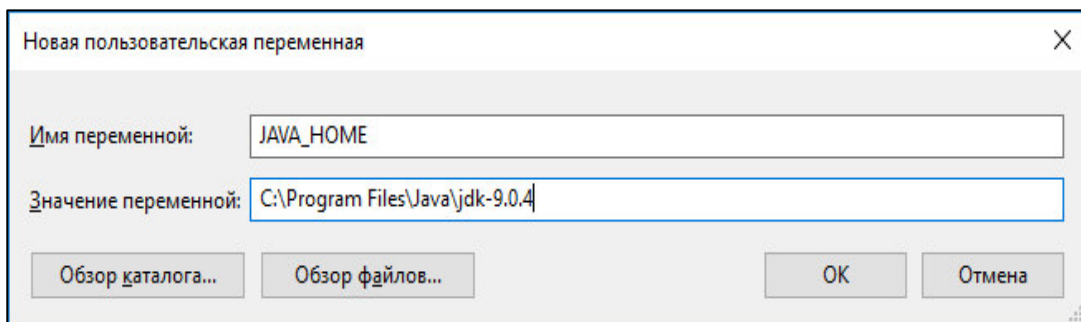 Новая пользовательская переменная
Имя переменной: JAVA_HOME
Значение переменной: C:\Program Files\Java\jdk-9.0.4
Обзор каталога... Обзор файлов... ОК Отмена